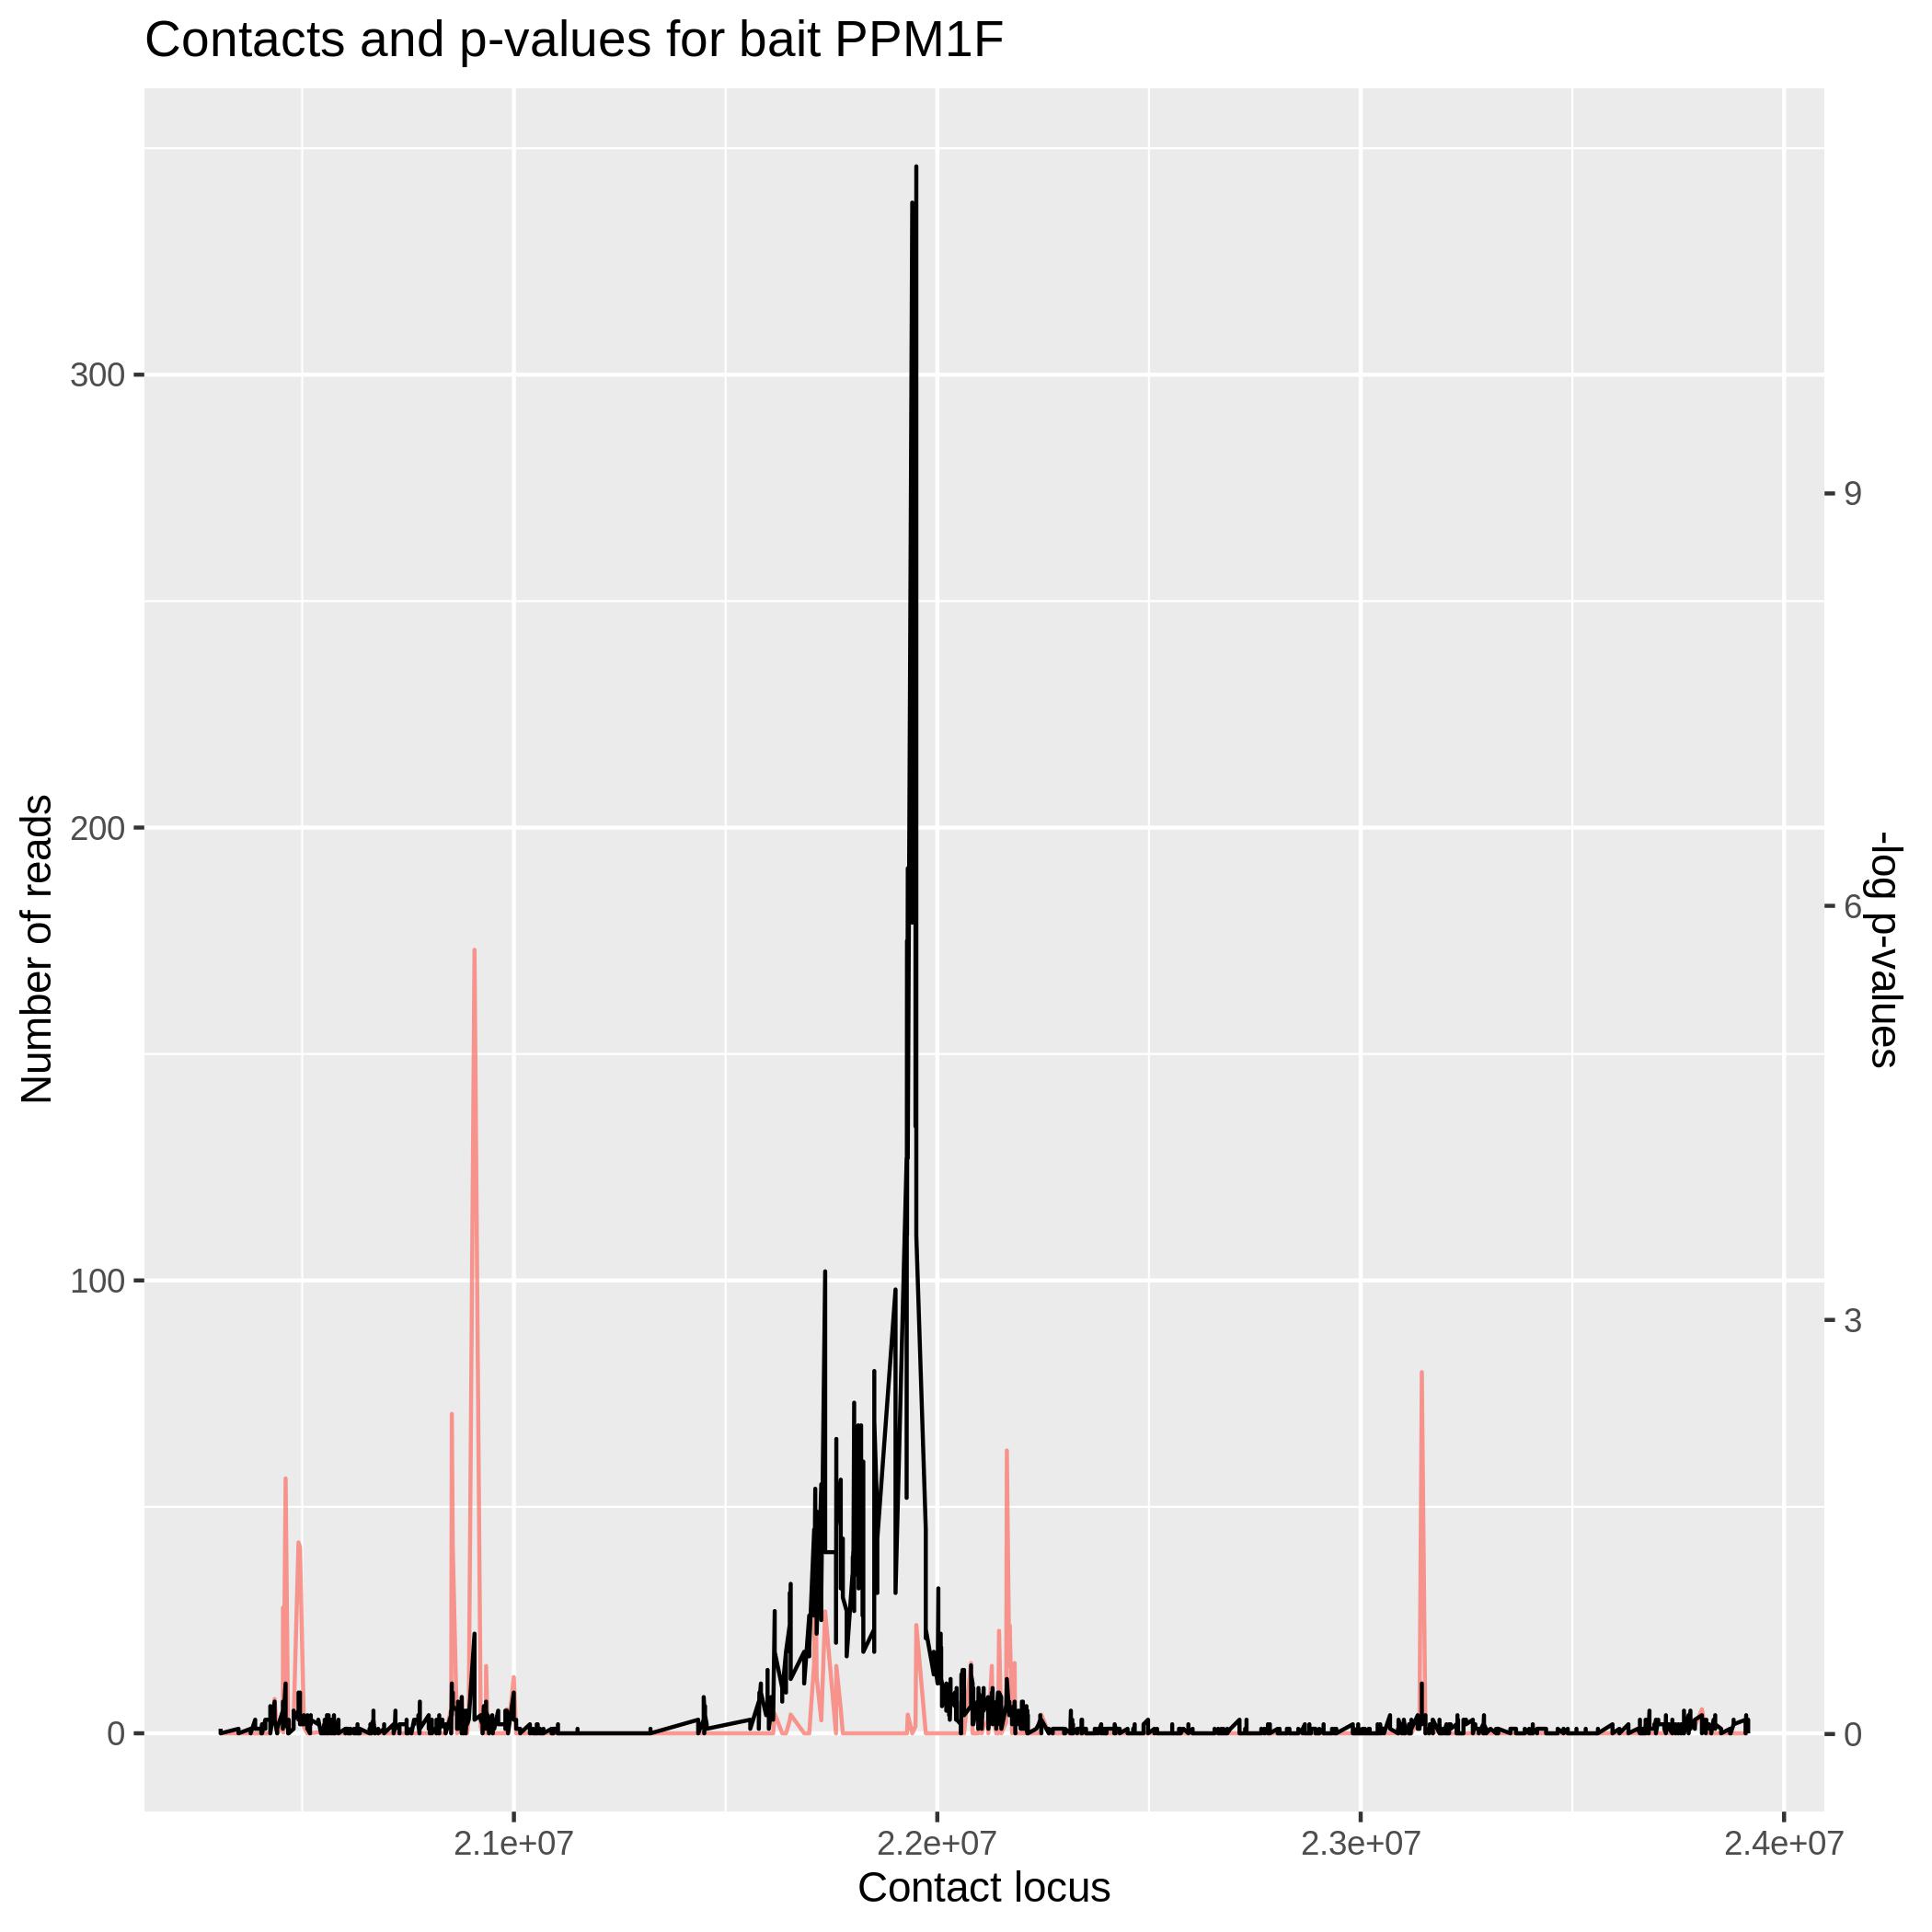 Contacts and p-values for bait PPM1F
Number of reads
300
200
100
0
-log p-values
9
6
3
0
2.1e+07
2.2e+07
2.3e+07
2.4e+07
Contact locus